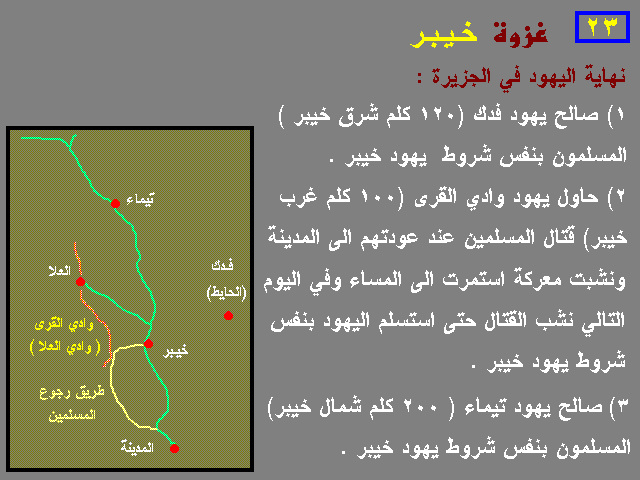 ٢٣
غزوة خيبر
نهاية اليهود في الجزيرة :
١) صالح يهود فدك (١٢٠ كلم شرق خيبر )
المسلمون بنفس شروط يهود خيبر .
٢) حاول يهود وادي القرى (١٠٠ كلم غرب
خيبر) قتال المسلمين عند عودتهم الى المدينة
ونشبت معركة استمرت الى المساء وفي اليوم
التالي نشب القتال حتى استسلم اليهود بنفس
شروط يهود خيبر .
٣) صالح يهود تيماء ( ٢٠٠ كلم شمال خيبر)
المسلمون بنفس شروط يهود خيبر .
تيماء
فدك
(الحايط)
العلا
وادي القرى
( وادي العلا )
خيبر
طريق رجوع
المسلمين
المدينة